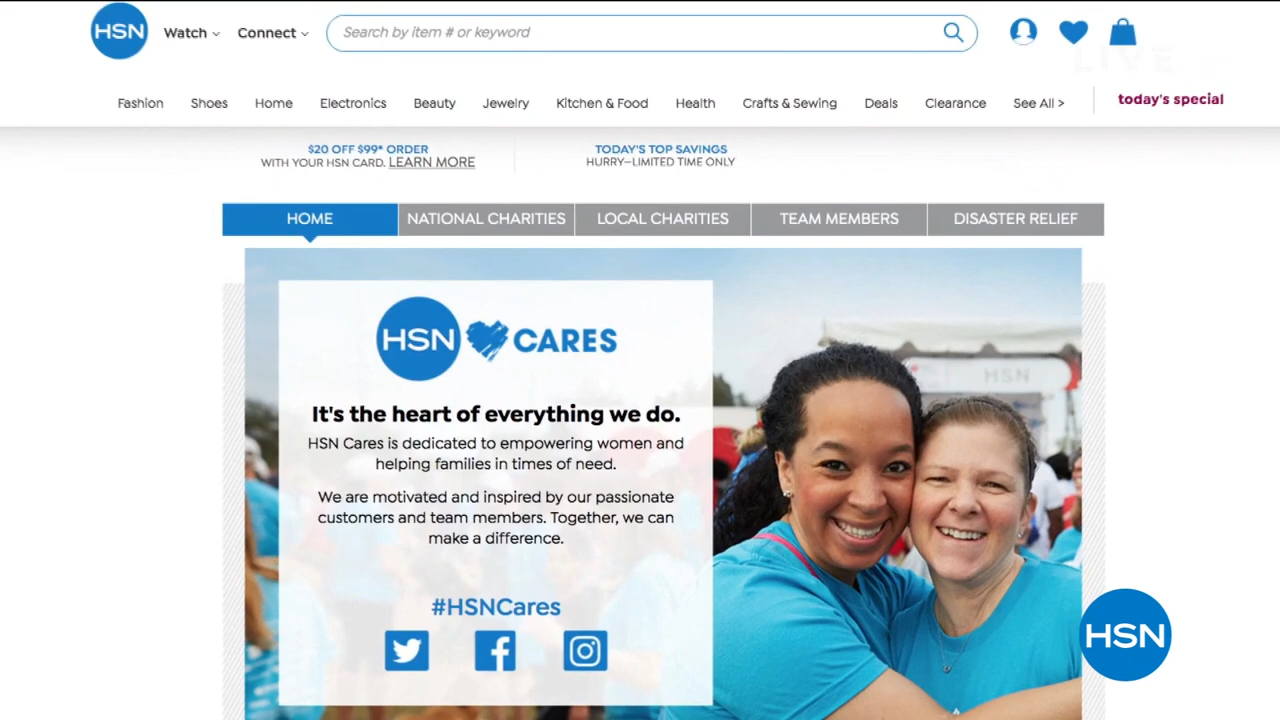 HSN
Watch
Connect
Search by item # or keyword
LIVE
Fashion
Shoes
Home
Electronics
Beauty
Jewelry
Kitchen & Food
Health
Crafts & Sewing
Deals
Clearance
See All >
today's special
$20 OFF $99* ORDER
WITH YOUR HSN CARD. LEARN MORE
TODAY'S TOP SAVINGS
HURRY—LIMITED TIME ONLY
HOME
NATIONAL CHARITIES
LOCAL CHARITIES
TEAM MEMBERS
DISASTER RELIEF
HSN CARES
It's the heart of everything we do.
HSN Cares is dedicated to empowering women and
helping families in times of need.
We are motivated and inspired by our passionate
customers and team members. Together, we can
make a difference.
#HSNCares
HSN
HSN